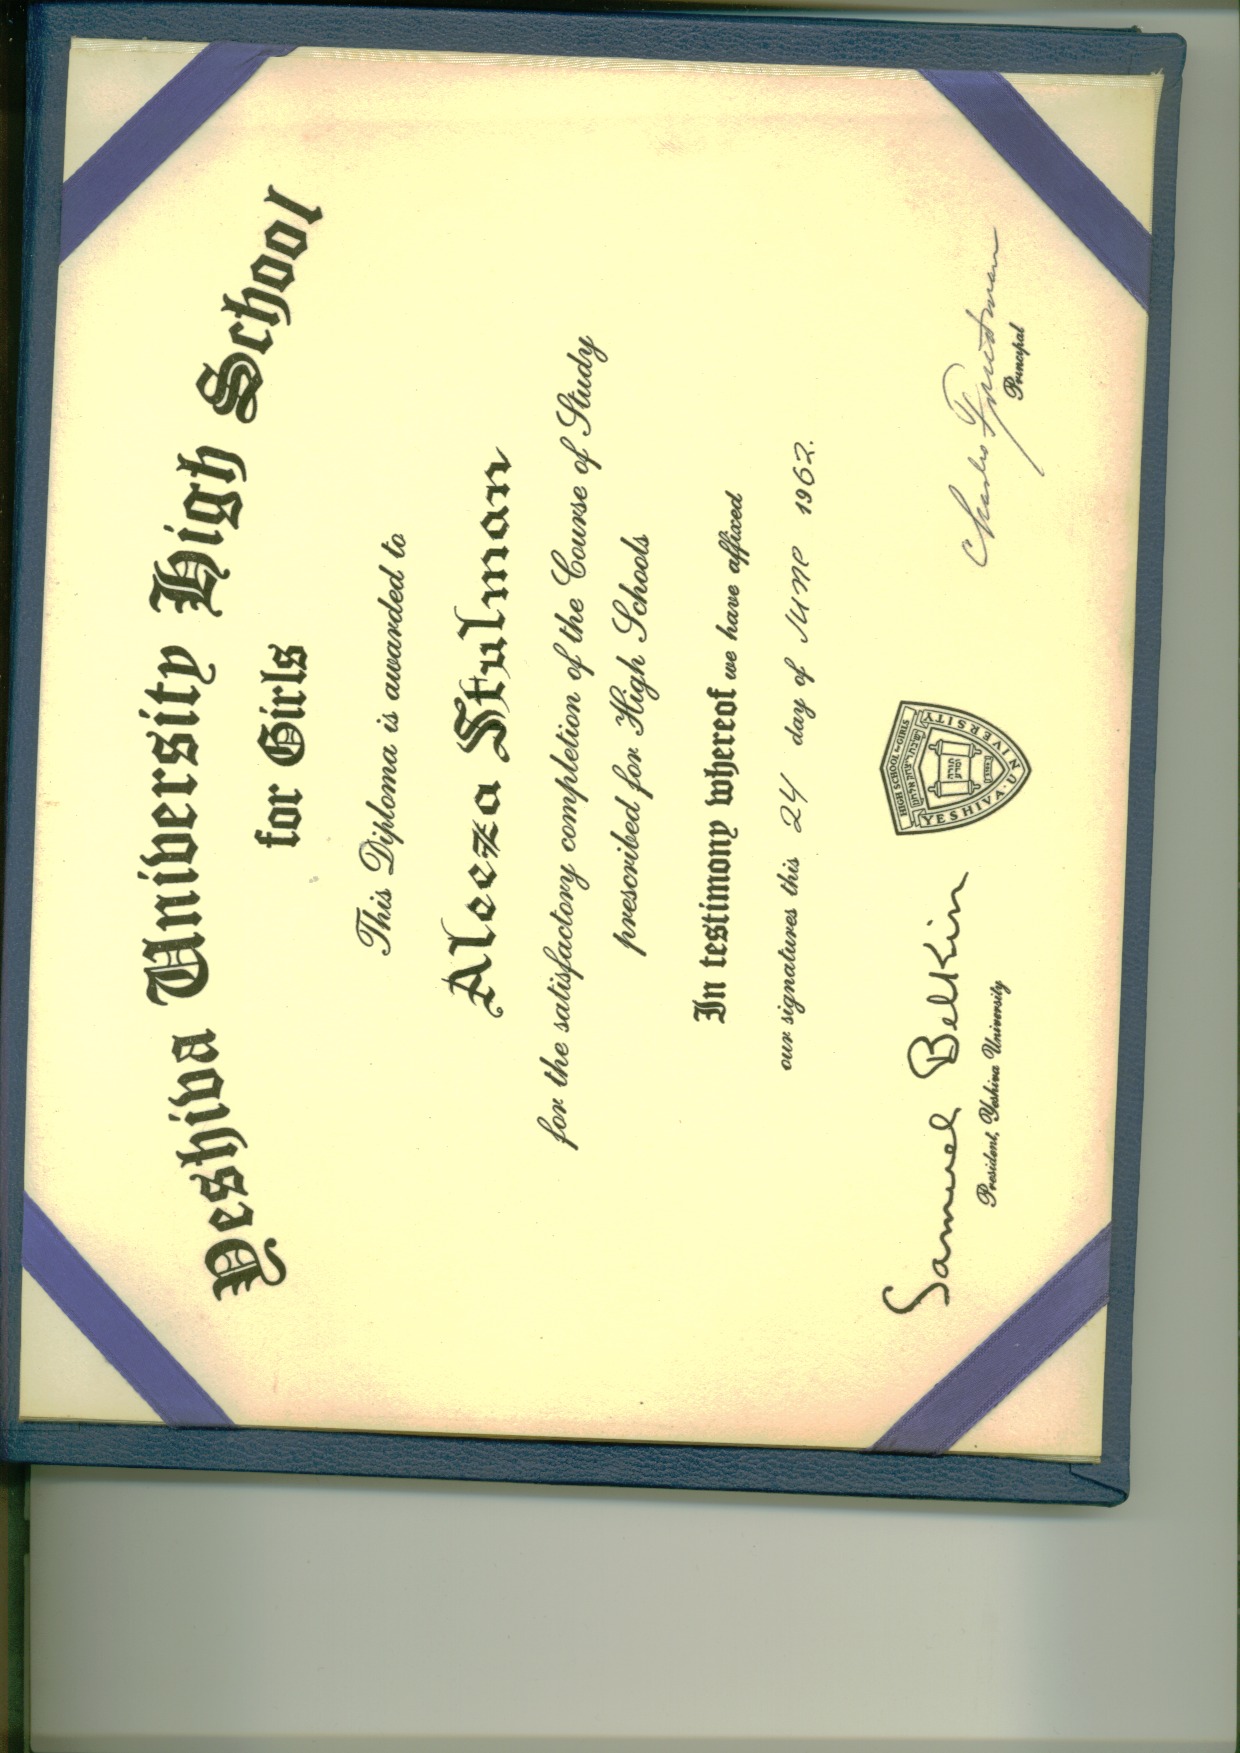 Yeshiva University High School
for Girls
This Diploma is awarded to
Aleeza Stulman
for the satisfactory completion of the Course of Study
prescribed for High Schools
In testimony whereof we have affixed
our signatures this 24 day of June 1962.
Samuel Belkin
President, Yeshiva University
HIGH SCHOOL for GIRLS
YESHIVA · UNIVERSITY
תורה
Charles
Principal